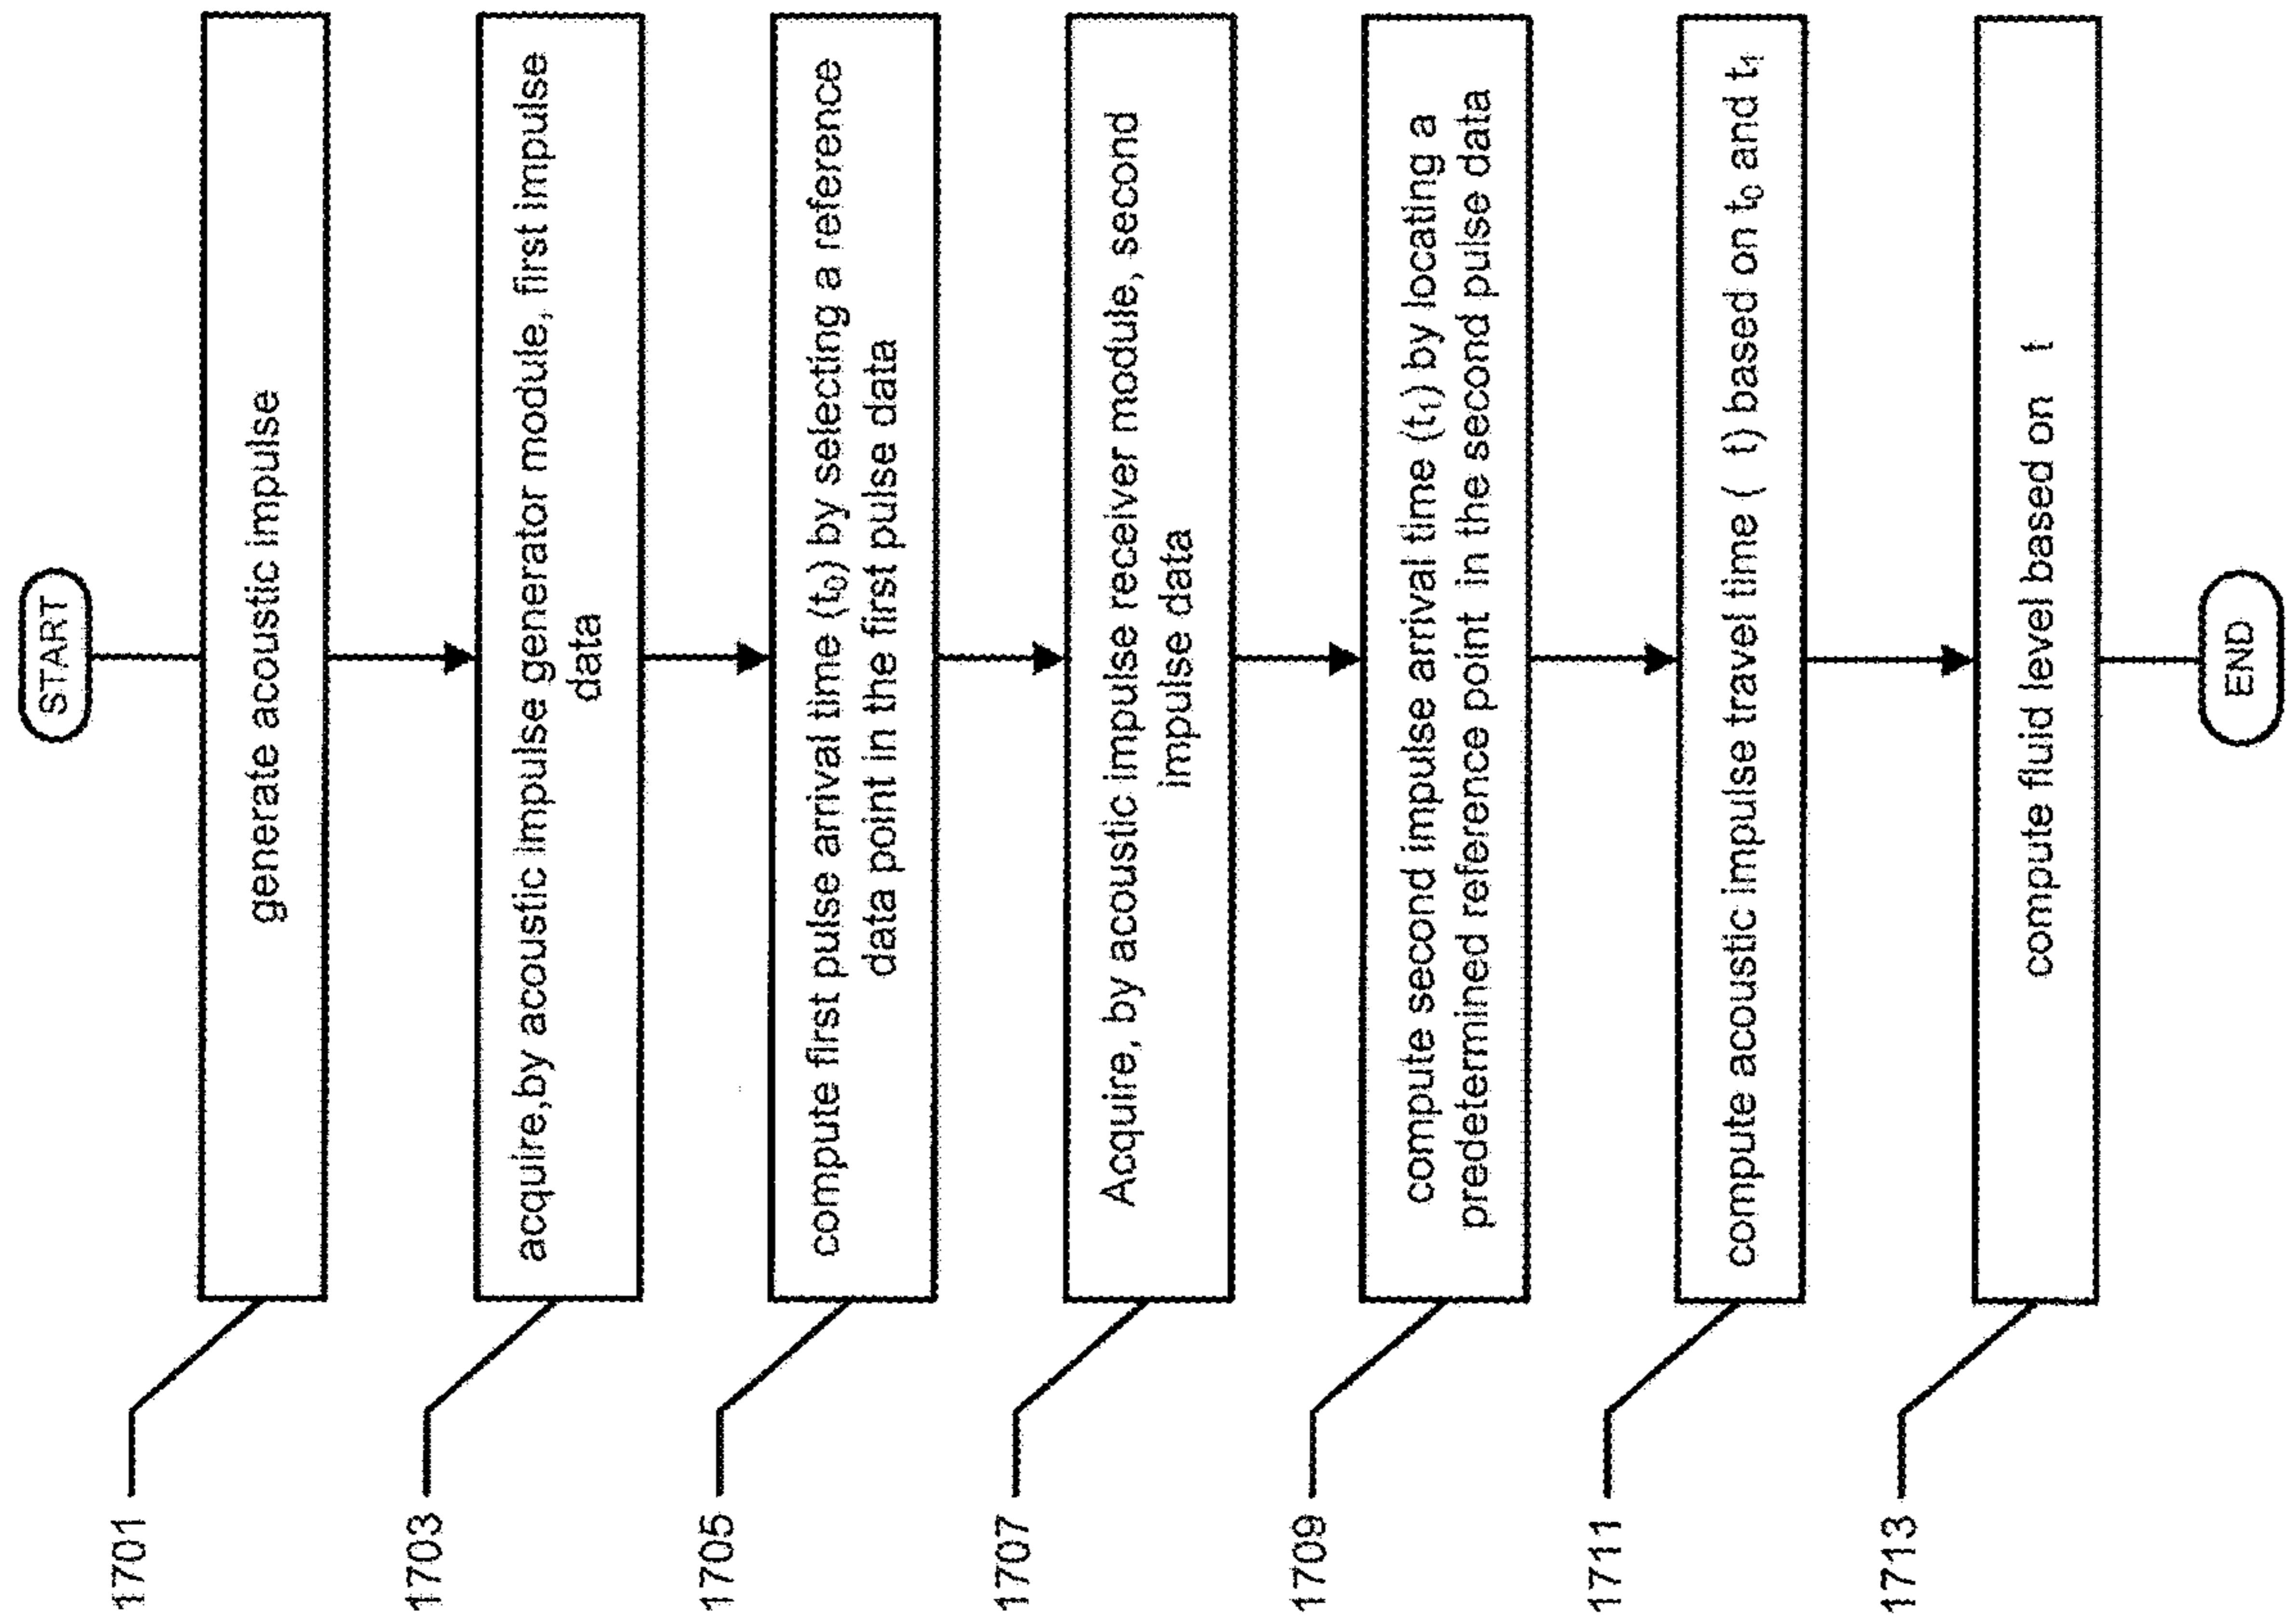 START
1701
generate acoustic impulse
1703
acquire,by acoustic impulse generator module, first impulse
data
1705
compute first pulse arrival time (t₀) by selecting a reference
data point in the first pulse data
1707
Acquire, by acoustic impulse receiver module, second
impulse data
1709
compute second impulse arrival time (t₁) by locating a
predetermined reference point in the second pulse data
1711
compute acoustic impulse travel time ( t) based on t₀ and t₁
1713
compute fluid level based on t
END